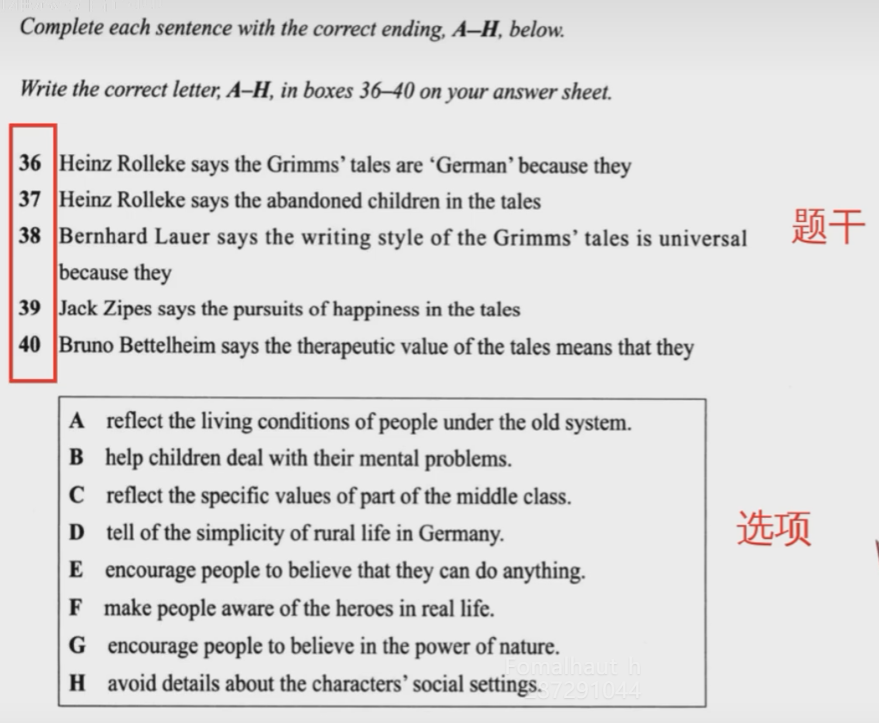 Complete each sentence with the correct ending, A–H, below.
Write the correct letter, A–H, in boxes 36–40 on your answer sheet.
36 Heinz Rolleke says the Grimms' tales are 'German' because they
37 Heinz Rolleke says the abandoned children in the tales
38 Bernhard Lauer says the writing style of the Grimms' tales is universal
because they
题干
39 Jack Zipes says the pursuits of happiness in the tales
40 Bruno Bettelheim says the therapeutic value of the tales means that they
A reflect the living conditions of people under the old system.
B help children deal with their mental problems.
C reflect the specific values of part of the middle class.
D tell of the simplicity of rural life in Germany.
选项
E encourage people to believe that they can do anything.
F make people aware of the heroes in real life.
G encourage people to believe in the power of nature.
Fomalhaut h
H avoid details about the characters' social settings.
237291044